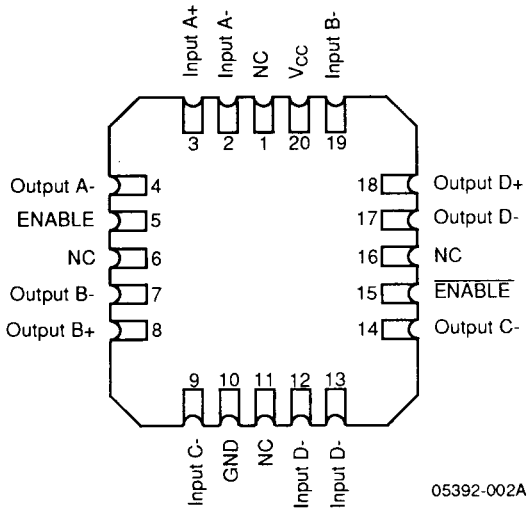 Input A+
Input A-
NC
VCC
Input B-
3
2
1
20
19
Output A- 4
ENABLE 5
NC 6
Output B- 7
Output B+ 8
18 Output D+
17 Output D-
16 NC
15 ENABLE
14 Output C-
9
10
11
12
13
Input C-
GND
NC
Input D-
Input D-
05392-002A